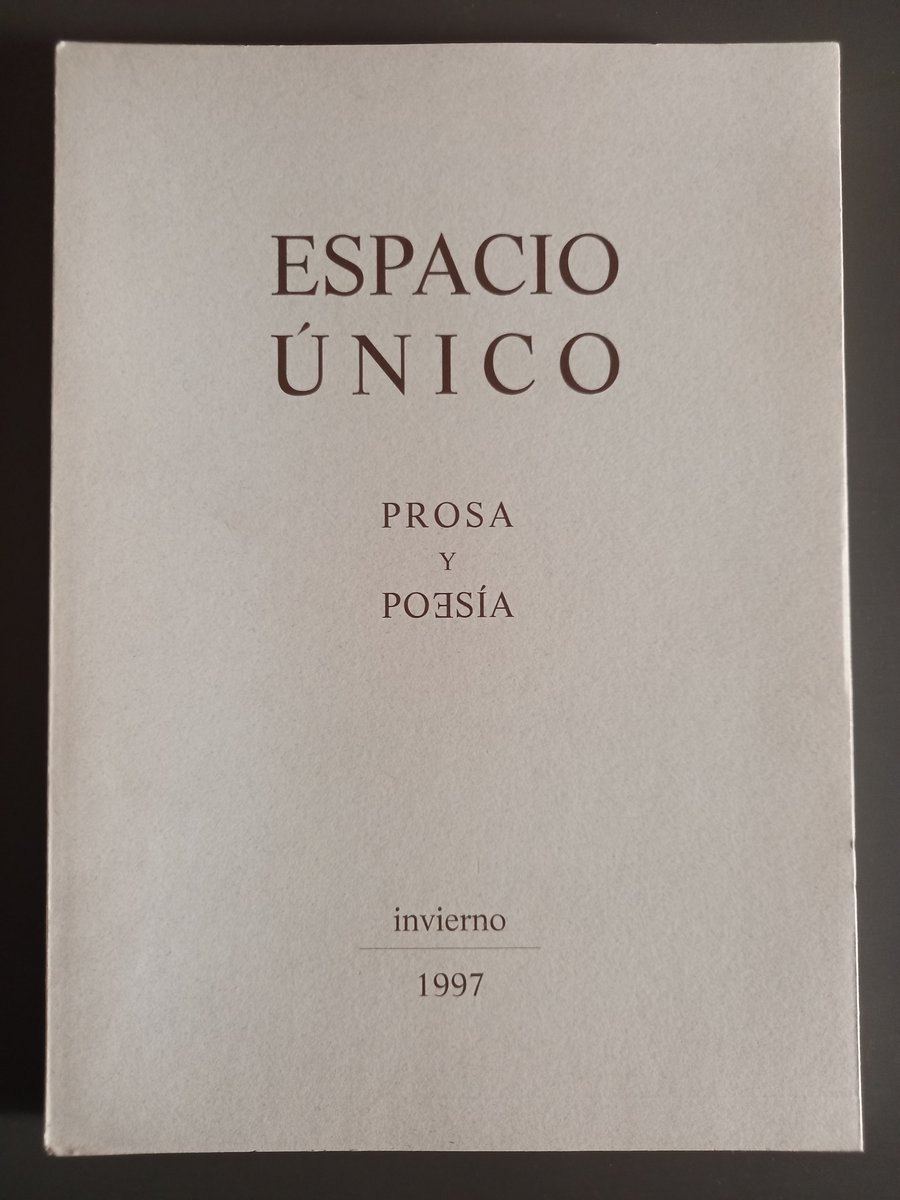 ESPACIO
ÚNICO
PROSA
Y
POƎSÍA
invierno
1997